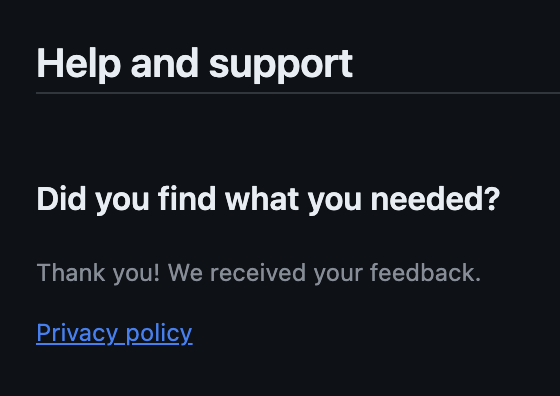 Help and support
Did you find what you needed?
Thank you! We received your feedback.
Privacy policy